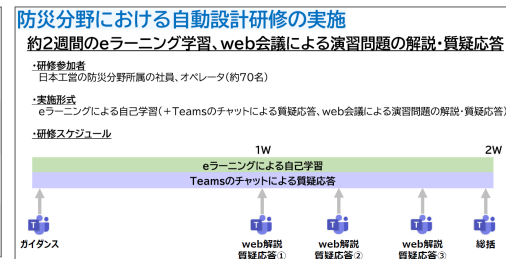 防災分野における自動設計研修の実施
約2週間のeラーニング学習、web会議による演習問題の解説・質疑応答
・研修参加者
日本工営の防災分野所属の社員、オペレータ(約70名)
・実施形式
eラーニングによる自己学習(+Teamsのチャットによる質疑応答、web会議による演習問題の解説・質疑応答)
・研修スケジュール
1W 2W
eラーニングによる自己学習
Teamsのチャットによる質疑応答
ガイダンス
web解説
質疑応答①
web解説
質疑応答②
web解説
質疑応答③
総括